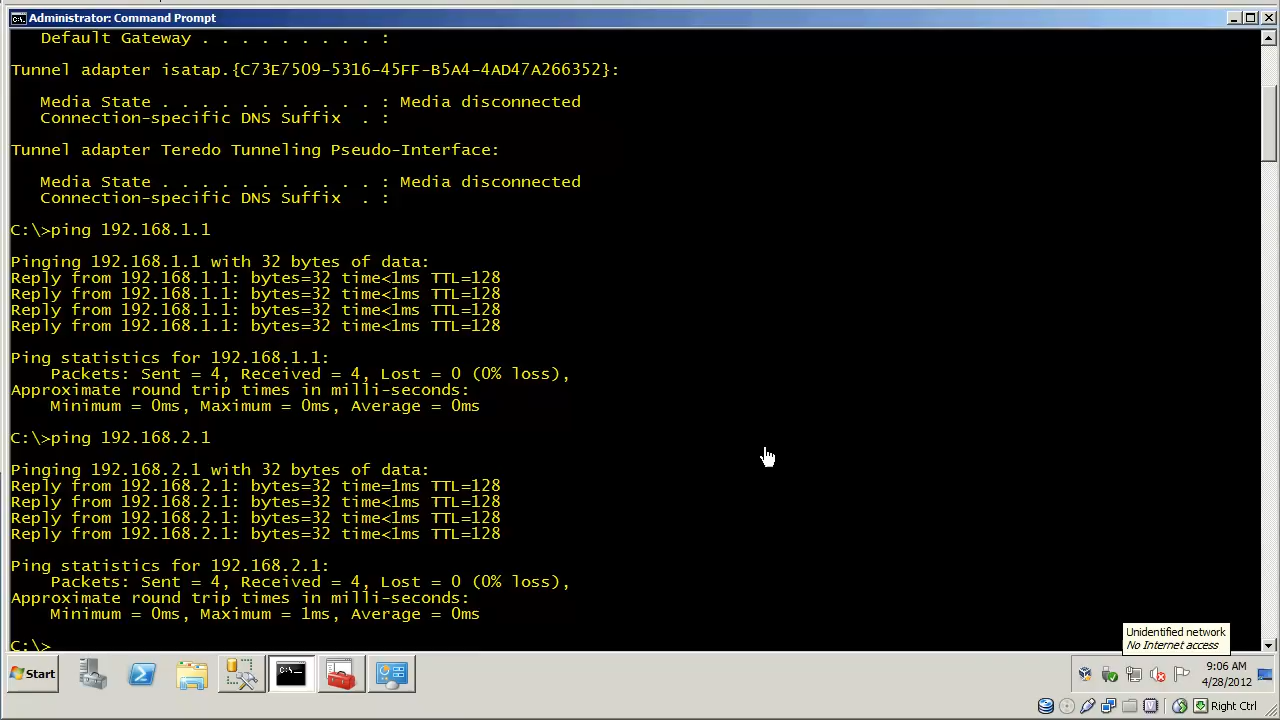 Administrator: Command Prompt
Default Gateway . . . . . . . . . :
Tunnel adapter isatap.{C73E7509-5316-45FF-B5A4-4AD47A266352}:
Media State . . . . . . . . . . . : Media disconnected
Connection-specific DNS Suffix  . :
Tunnel adapter Teredo Tunneling Pseudo-Interface:
Media State . . . . . . . . . . . : Media disconnected
Connection-specific DNS Suffix  . :
C:\>ping 192.168.1.1
Pinging 192.168.1.1 with 32 bytes of data:
Reply from 192.168.1.1: bytes=32 time<1ms TTL=128
Reply from 192.168.1.1: bytes=32 time<1ms TTL=128
Reply from 192.168.1.1: bytes=32 time<1ms TTL=128
Reply from 192.168.1.1: bytes=32 time<1ms TTL=128
Ping statistics for 192.168.1.1:
Packets: Sent = 4, Received = 4, Lost = 0 (0% loss),
Approximate round trip times in milli-seconds:
Minimum = 0ms, Maximum = 0ms, Average = 0ms
C:\>ping 192.168.2.1
Pinging 192.168.2.1 with 32 bytes of data:
Reply from 192.168.2.1: bytes=32 time=1ms TTL=128
Reply from 192.168.2.1: bytes=32 time<1ms TTL=128
Reply from 192.168.2.1: bytes=32 time<1ms TTL=128
Reply from 192.168.2.1: bytes=32 time<1ms TTL=128
Ping statistics for 192.168.2.1:
Packets: Sent = 4, Received = 4, Lost = 0 (0% loss),
Approximate round trip times in milli-seconds:
Minimum = 0ms, Maximum = 1ms, Average = 0ms
C:\>
Unidentified network
No Internet access
Start
9:06 AM
4/28/2012
Right Ctrl